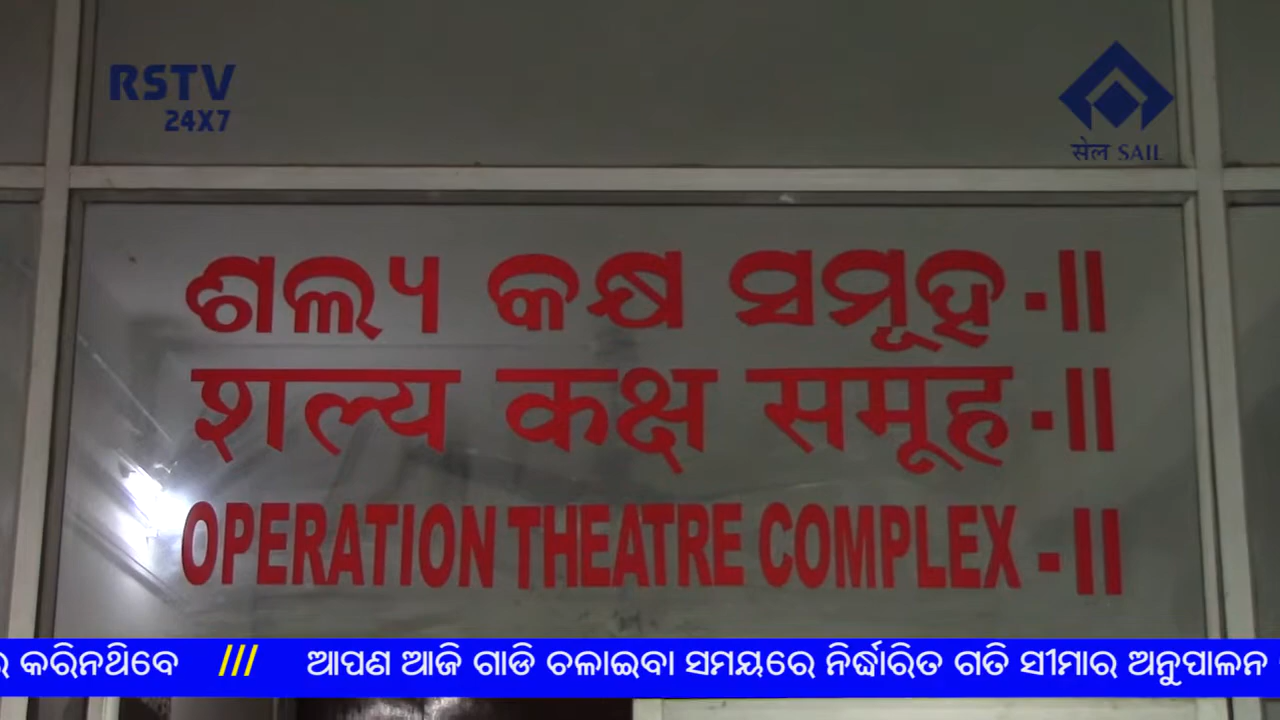 RSTV
24X7
सेल SAIL
ଶଲ୍ୟ କକ୍ଷ ସମୂହ -II
शल्य कक्ष समूह -II
OPERATION THEATRE COMPLEX -II
କରିନଥିବେ /// ଆପଣ ଆଜି ଗାଡି ଚଳାଇବା ସମୟରେ ନିର୍ଦ୍ଧାରିତ ଗତି ସୀମାର ଅନୁପାଳନ